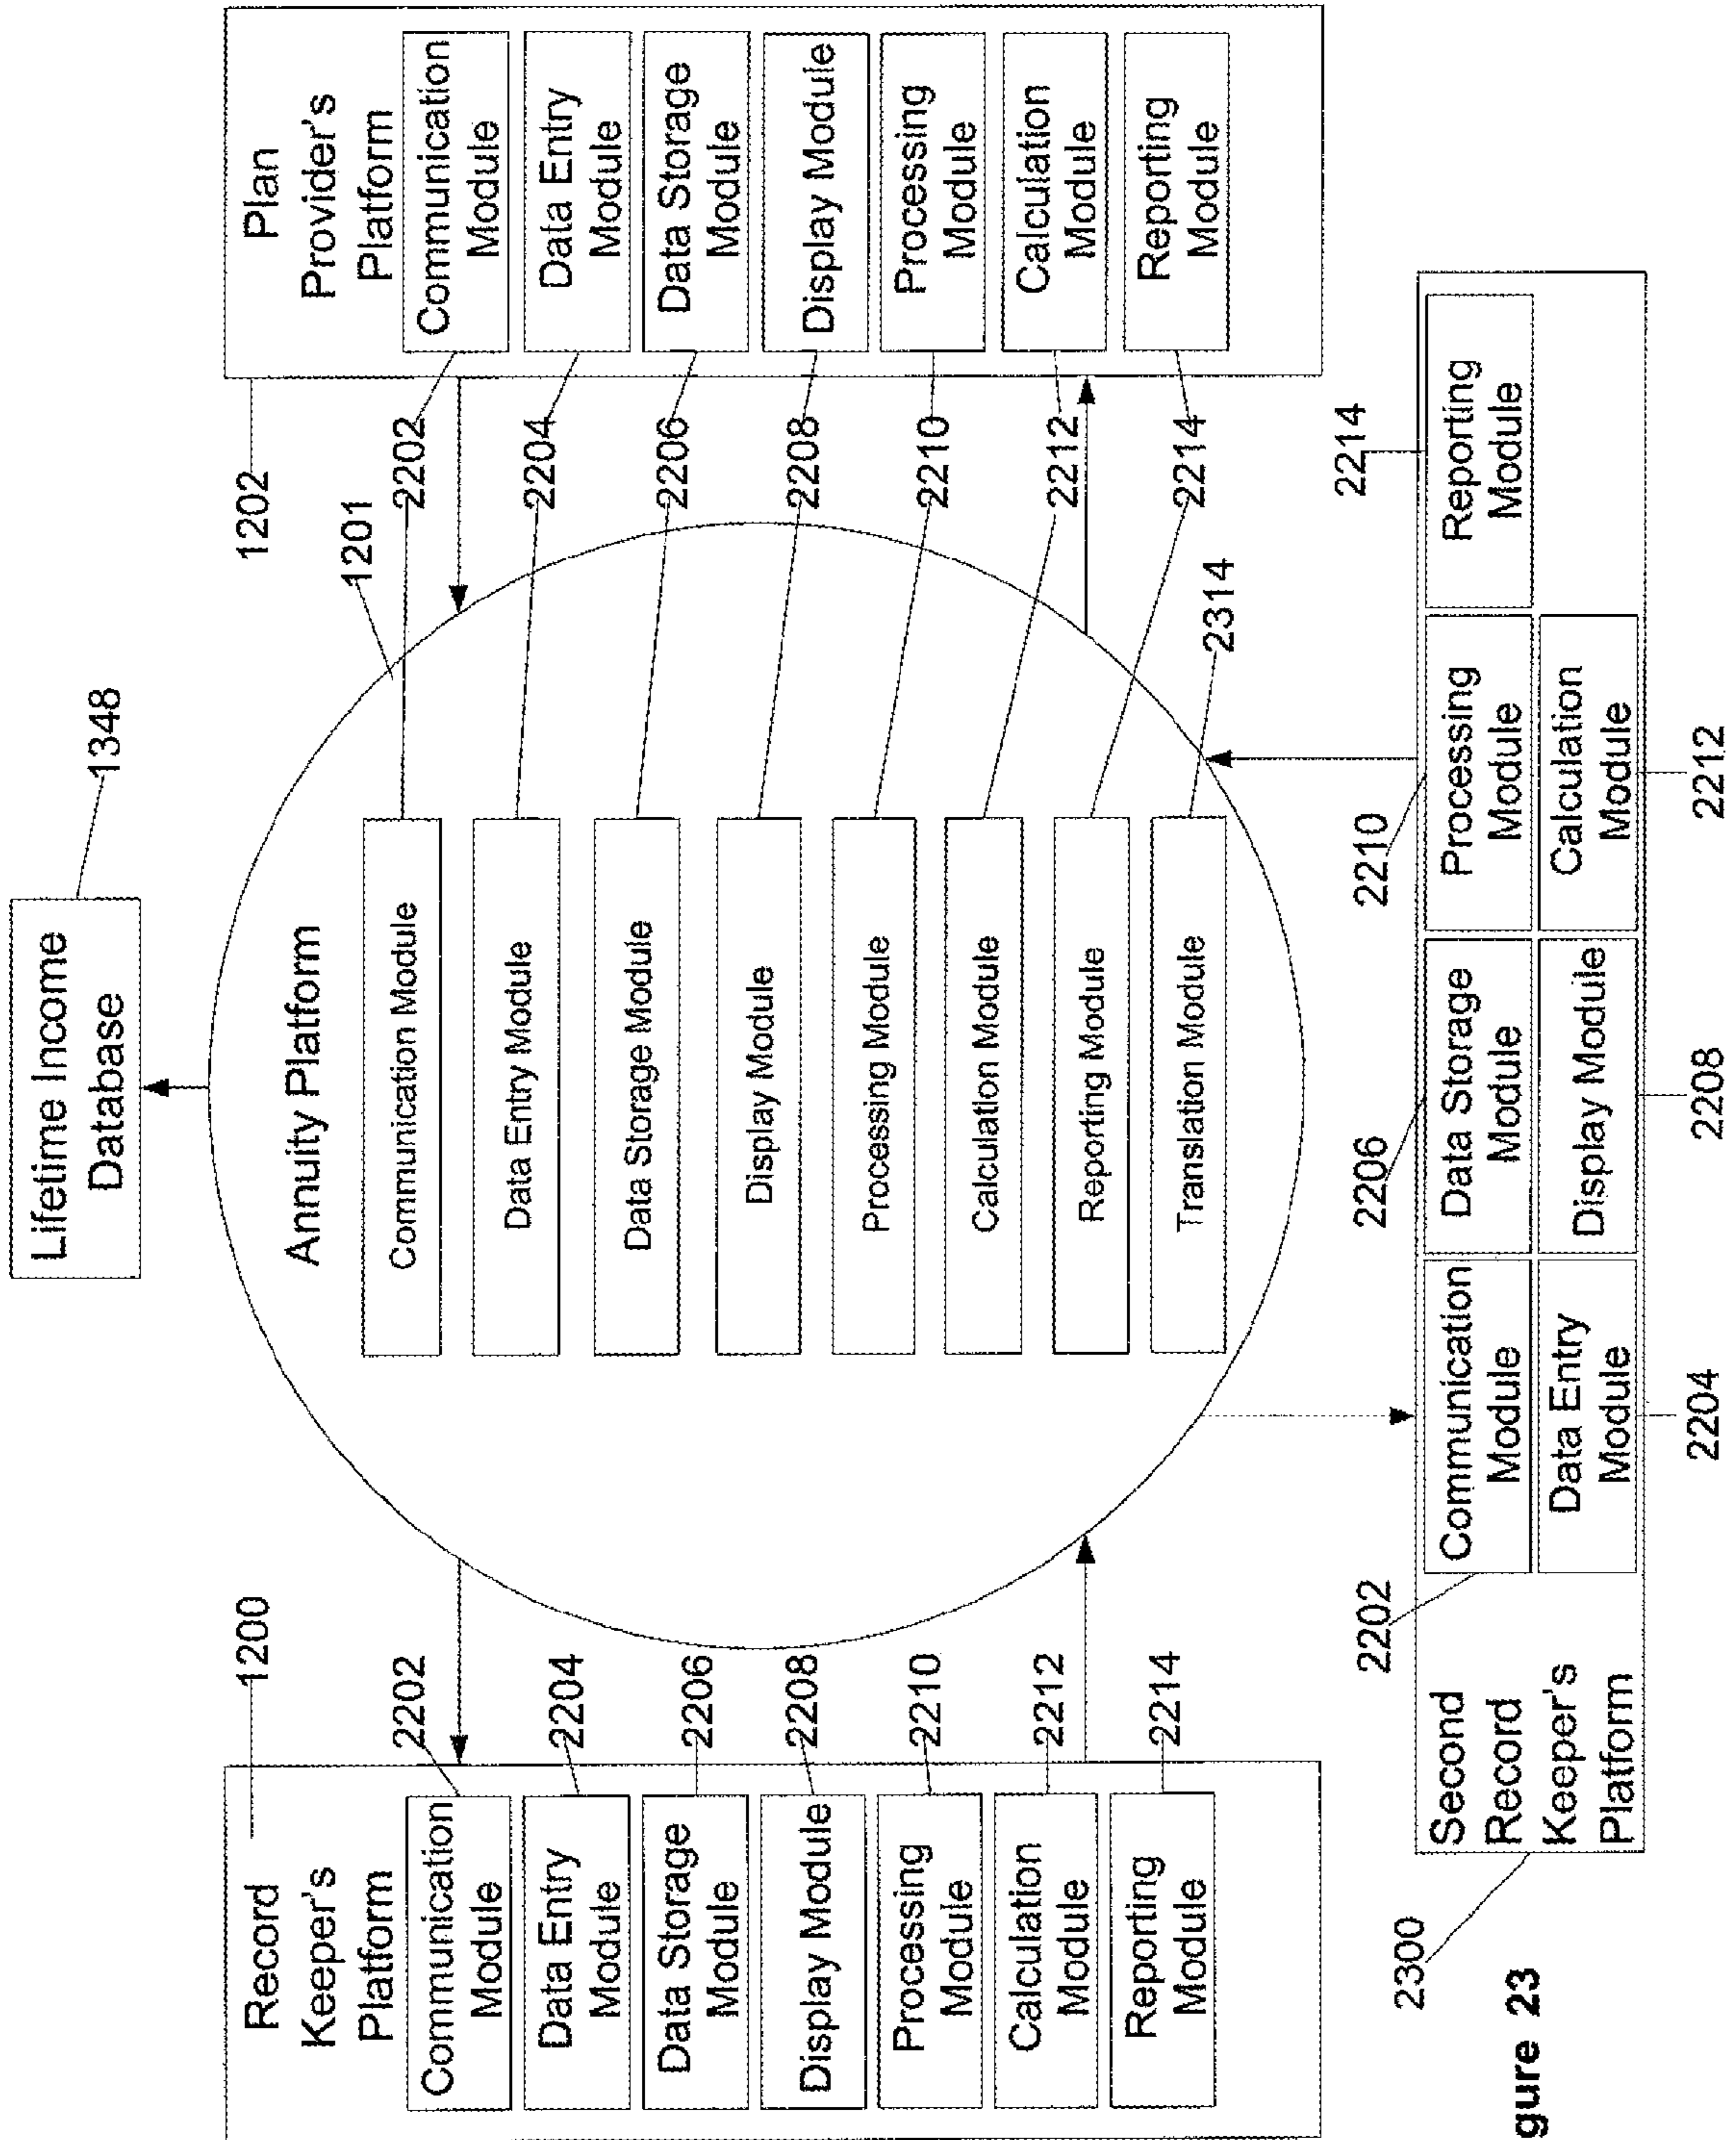 Lifetime Income
Database
1348
1200
Record
Keeper's
Platform
Communication
Module
Data Entry
Module
Data Storage
Module
Display Module
Processing
Module
Calculation
Module
Reporting
Module
2202
2204
2206
2208
2210
2212
2214
1201
Annuity Platform
Communication Module
Data Entry Module
Data Storage Module
Display Module
Processing Module
Calculation Module
Reporting Module
Translation Module
2202
2204
2206
2208
2210
2212
2214
2314
1202
Plan
Provider's
Platform
Communication
Module
Data Entry
Module
Data Storage
Module
Display Module
Processing
Module
Calculation
Module
Reporting
Module
2202
2206
2210
2214
Second
Record
Keeper's
Platform
Communication
Module
Data Storage
Module
Processing
Module
Reporting
Module
Data Entry
Module
Display Module
Calculation
Module
2300
2204
2208
2212
gure 23